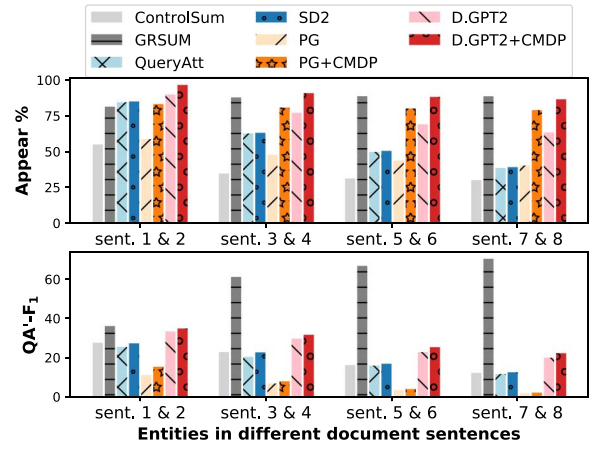 ControlSum SD2 D.GPT2
GRSUM PG D.GPT2+CMDP
QueryAtt PG+CMDP
Appear %
100
75
50
25
0
sent. 1 & 2 sent. 3 & 4 sent. 5 & 6 sent. 7 & 8
QA'-F1
60
40
20
0
sent. 1 & 2 sent. 3 & 4 sent. 5 & 6 sent. 7 & 8
Entities in different document sentences